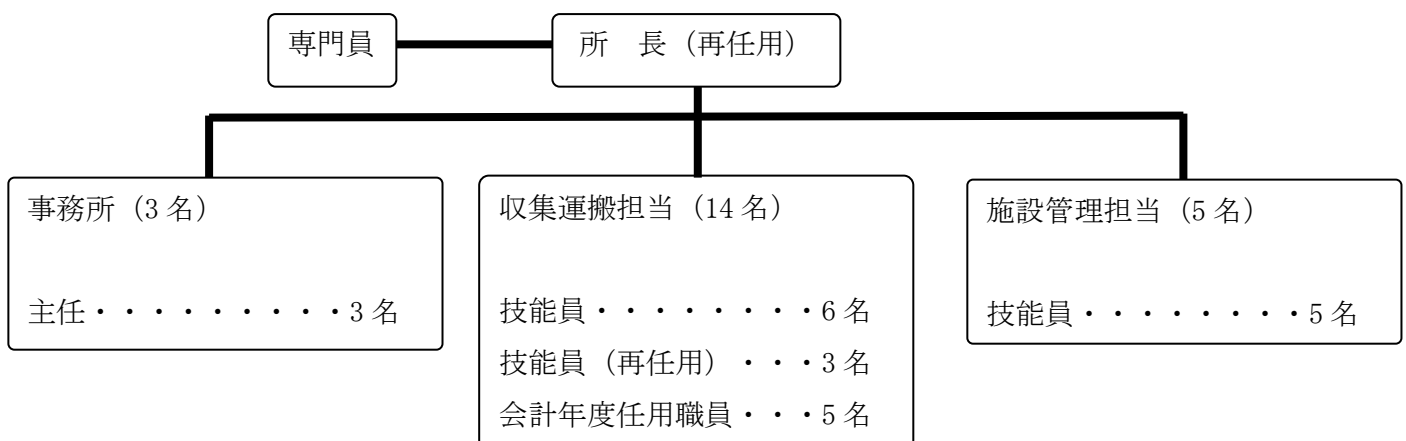 専門員
所　長（再任用）
事務所（3 名）
主任・・・・・・・・・3 名
収集運搬担当（14 名）
技能員・・・・・・・・6 名
技能員（再任用）・・・3 名
会計年度任用職員・・・5 名
施設管理担当（5 名）
技能員・・・・・・・・5 名